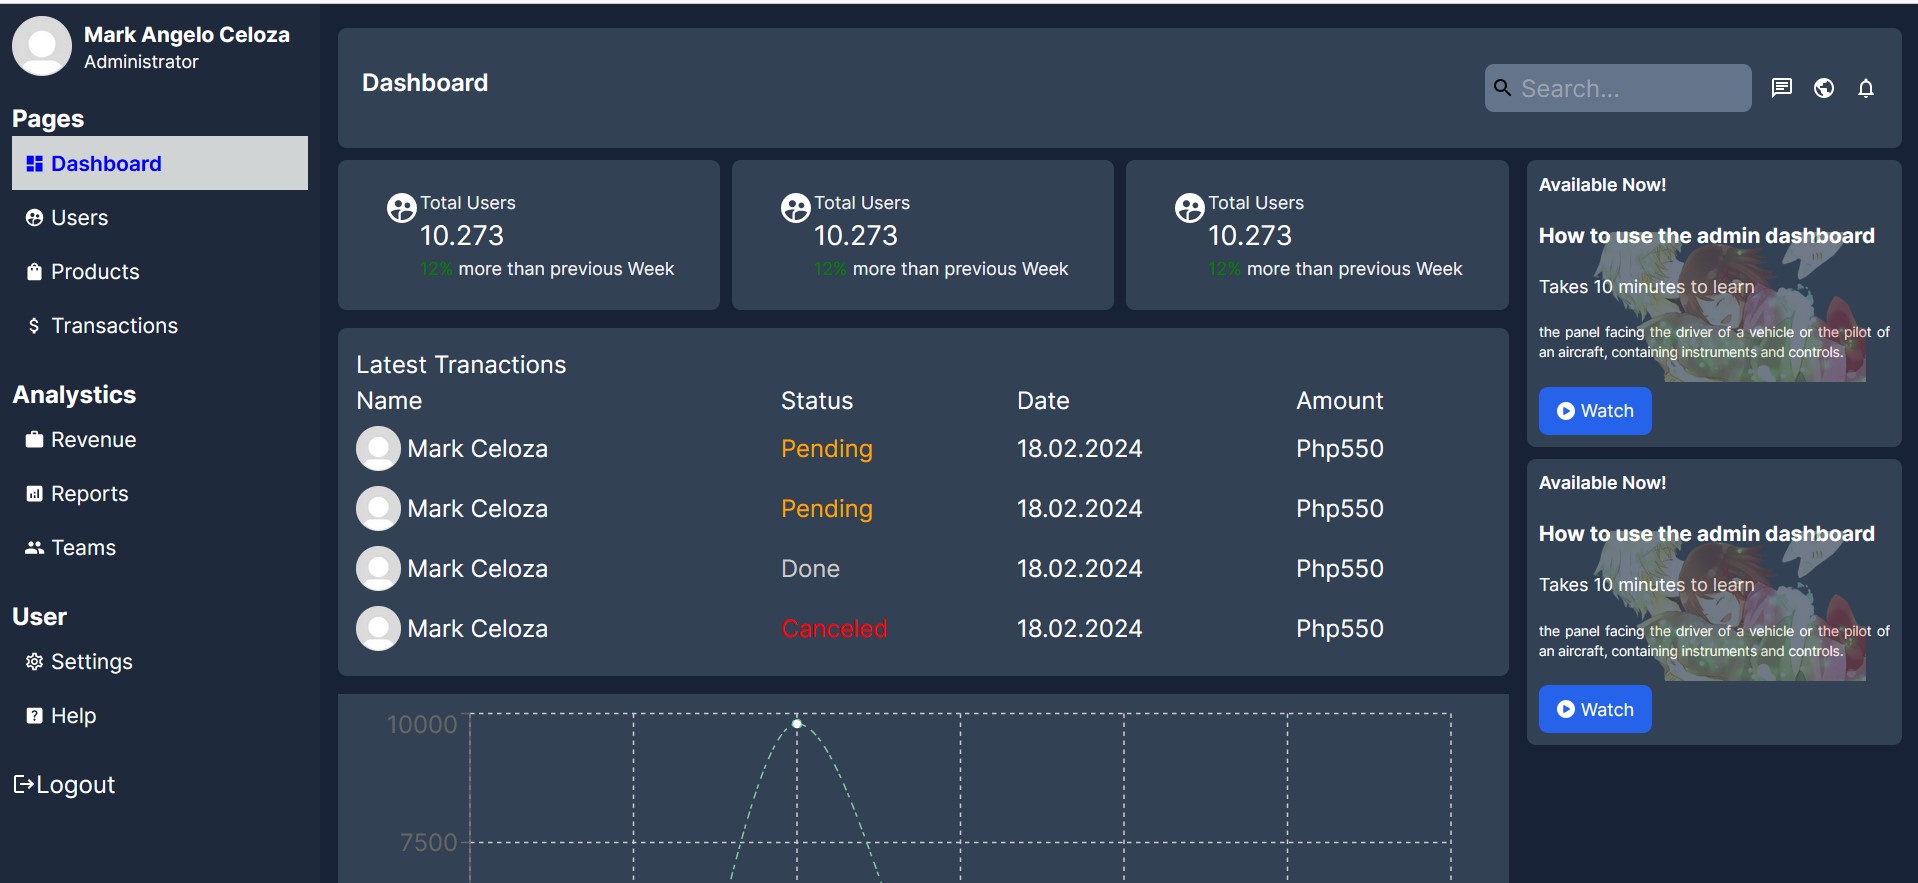 Mark Angelo Celoza
Administrator
Pages
Dashboard
Users
Products
Transactions
Analystics
Revenue
Reports
Teams
User
Settings
Help
Logout
Dashboard
Search...
Total Users
10.273
12% more than previous Week
Total Users
10.273
12% more than previous Week
Total Users
10.273
12% more than previous Week
Latest Tranactions
Name Status Date Amount
Mark Celoza Pending 18.02.2024 Php550
Mark Celoza Pending 18.02.2024 Php550
Mark Celoza Done 18.02.2024 Php550
Mark Celoza Canceled 18.02.2024 Php550
10000
7500
Available Now!
How to use the admin dashboard
Takes 10 minutes to learn
the panel facing the driver of a vehicle or the pilot of
an aircraft, containing instruments and controls.
Watch
Available Now!
How to use the admin dashboard
Takes 10 minutes to learn
the panel facing the driver of a vehicle or the pilot of
an aircraft, containing instruments and controls.
Watch